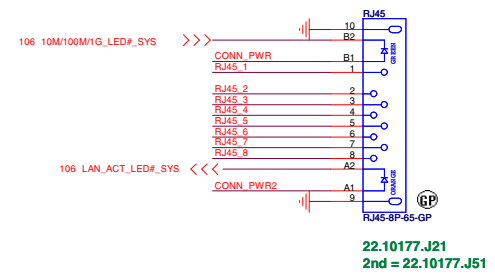 RJ45
10
106 10M/100M/1G_LED#_SYS
B2
GREEN
CONN_PWR
B1
RJ45_1
1
RJ45_2
2
RJ45_3
3
RJ45_4
4
RJ45_5
5
RJ45_6
6
RJ45_7
7
RJ45_8
8
106 LAN_ACT_LED#_SYS
A2
ORANGE
CONN_PWR2
A1
9
GP
RJ45-8P-65-GP
22.10177.J21
2nd = 22.10177.J51